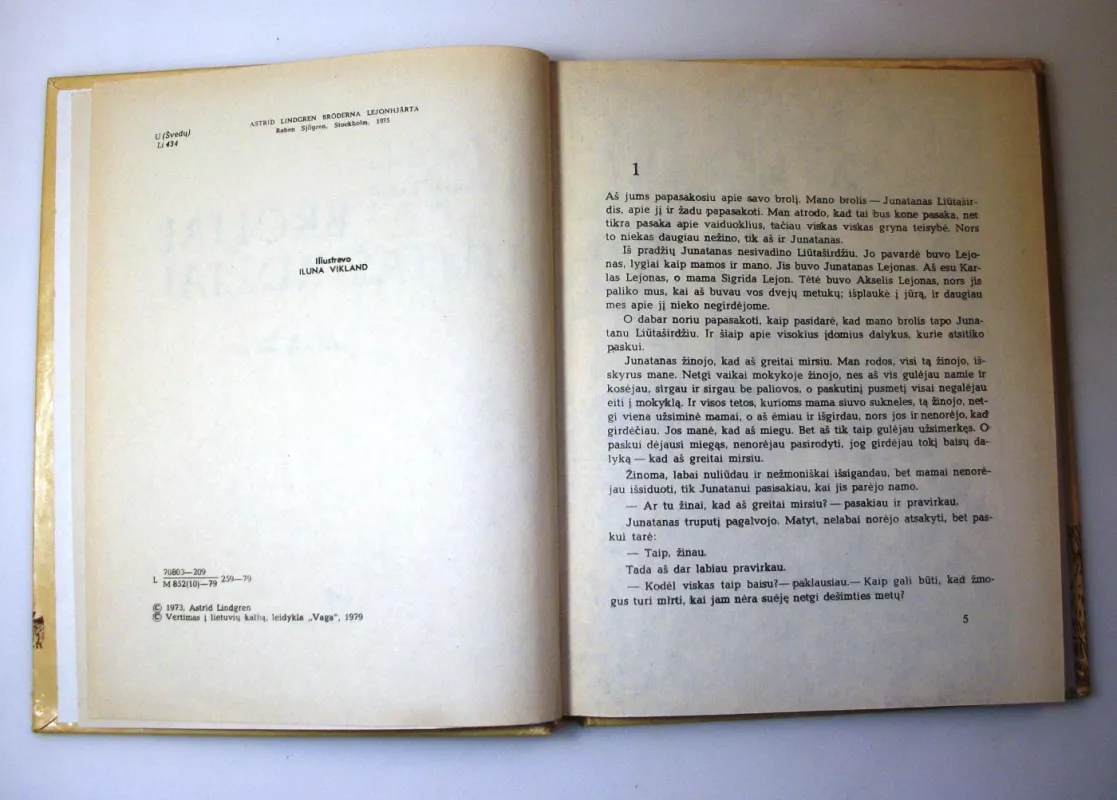 U (Švedų)
Li 434
ASTRID LINDGREN BRÖDERNA LEJONHJÄRTA
Raben Sjögren, Stockholm, 1975
Iliustravo
ILUNA VIKLAND
70803—209
L M 852(10)—79 259—79
© 1973, Astrid Lindgren
© Vertimas į lietuvių kalbą, leidykla „Vaga“, 1979
1
Aš jums papasakosiu apie savo brolį. Mano brolis — Junatanas Liūtašir-
dis, apie jį ir žadu papasakoti. Man atrodo, kad tai bus kone pasaka, net
tikra pasaka apie vaiduoklius, tačiau viskas viskas gryna teisybė. Nors
to niekas daugiau nežino, tik aš ir Junatanas.
Iš pradžių Junatanas nesivadino Liūtaširdžiu. Jo pavardė buvo Lejo-
nas, lygiai kaip mamos ir mano. Jis buvo Junatanas Lejonas. Aš esu Kar-
las Lejonas, o mama Sigrida Lejon. Tėtė buvo Akselis Lejonas, nors jis
paliko mus, kai aš buvau vos dvejų metukų; išplaukė į jūrą, ir daugiau
mes apie jį nieko negirdėjome.
O dabar noriu papasakoti, kaip pasidarė, kad mano brolis tapo Juna-
tanu Liūtaširdžiu. Ir šiaip apie visokius įdomius dalykus, kurie atsitiko
paskui.
Junatanas žinojo, kad aš greitai mirsiu. Man rodos, visi tą žinojo, iš-
skyrus mane. Netgi vaikai mokykoje žinojo, nes aš vis gulėjau namie ir
kosėjau, sirgau ir sirgau be paliovos, o paskutinį pusmetį visai negalėjau
eiti į mokyklą. Ir visos tetos, kurioms mama siuvo sukneles, tą žinojo, net-
gi viena užsiminė mamai, o aš ėmiau ir išgirdau, nors jos ir nenorėjo, kad
girdėčiau. Jos manė, kad aš miegu. Bet aš tik taip gulėjau užsimerkęs. O
paskui dėjausi miegąs, nenorėjau pasirodyti, jog girdėjau tokį baisų da-
lyką — kad aš greitai mirsiu.
Žinoma, labai nuliūdau ir nežmoniškai išsigandau, bet mamai nenorė-
jau išsiduoti, tik Junatanui pasisakiau, kai jis parėjo namo.
— Ar tu žinai, kad aš greitai mirsiu? — pasakiau ir pravirkau.
Junatanas truputį pagalvojo. Matyt, nelabai norėjo atsakyti, bet pas-
kui tarė:
— Taip, žinau.
Tada aš dar labiau pravirkau.
— Kodėl viskas taip baisu? — paklausiau. — Kaip gali būti, kad žmo-
gus turi mirti, kai jam nėra suėję netgi dešimties metų?
5